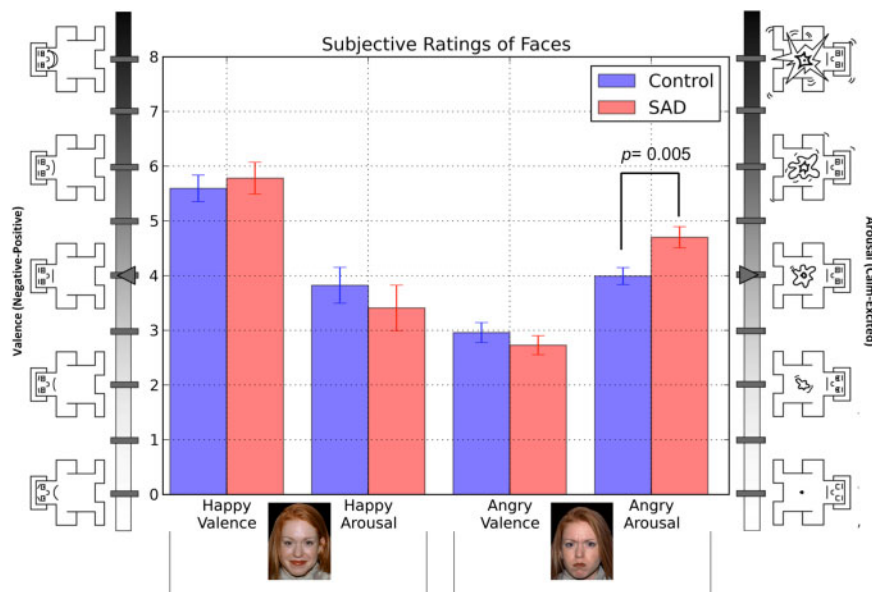 Subjective Ratings of Faces
Control
SAD
p= 0.005
8
7
6
5
4
3
2
1
0
Valence (Negative-Positive)
Arousal (Calm-Excited)
Happy
Valence
Happy
Arousal
Angry
Valence
Angry
Arousal